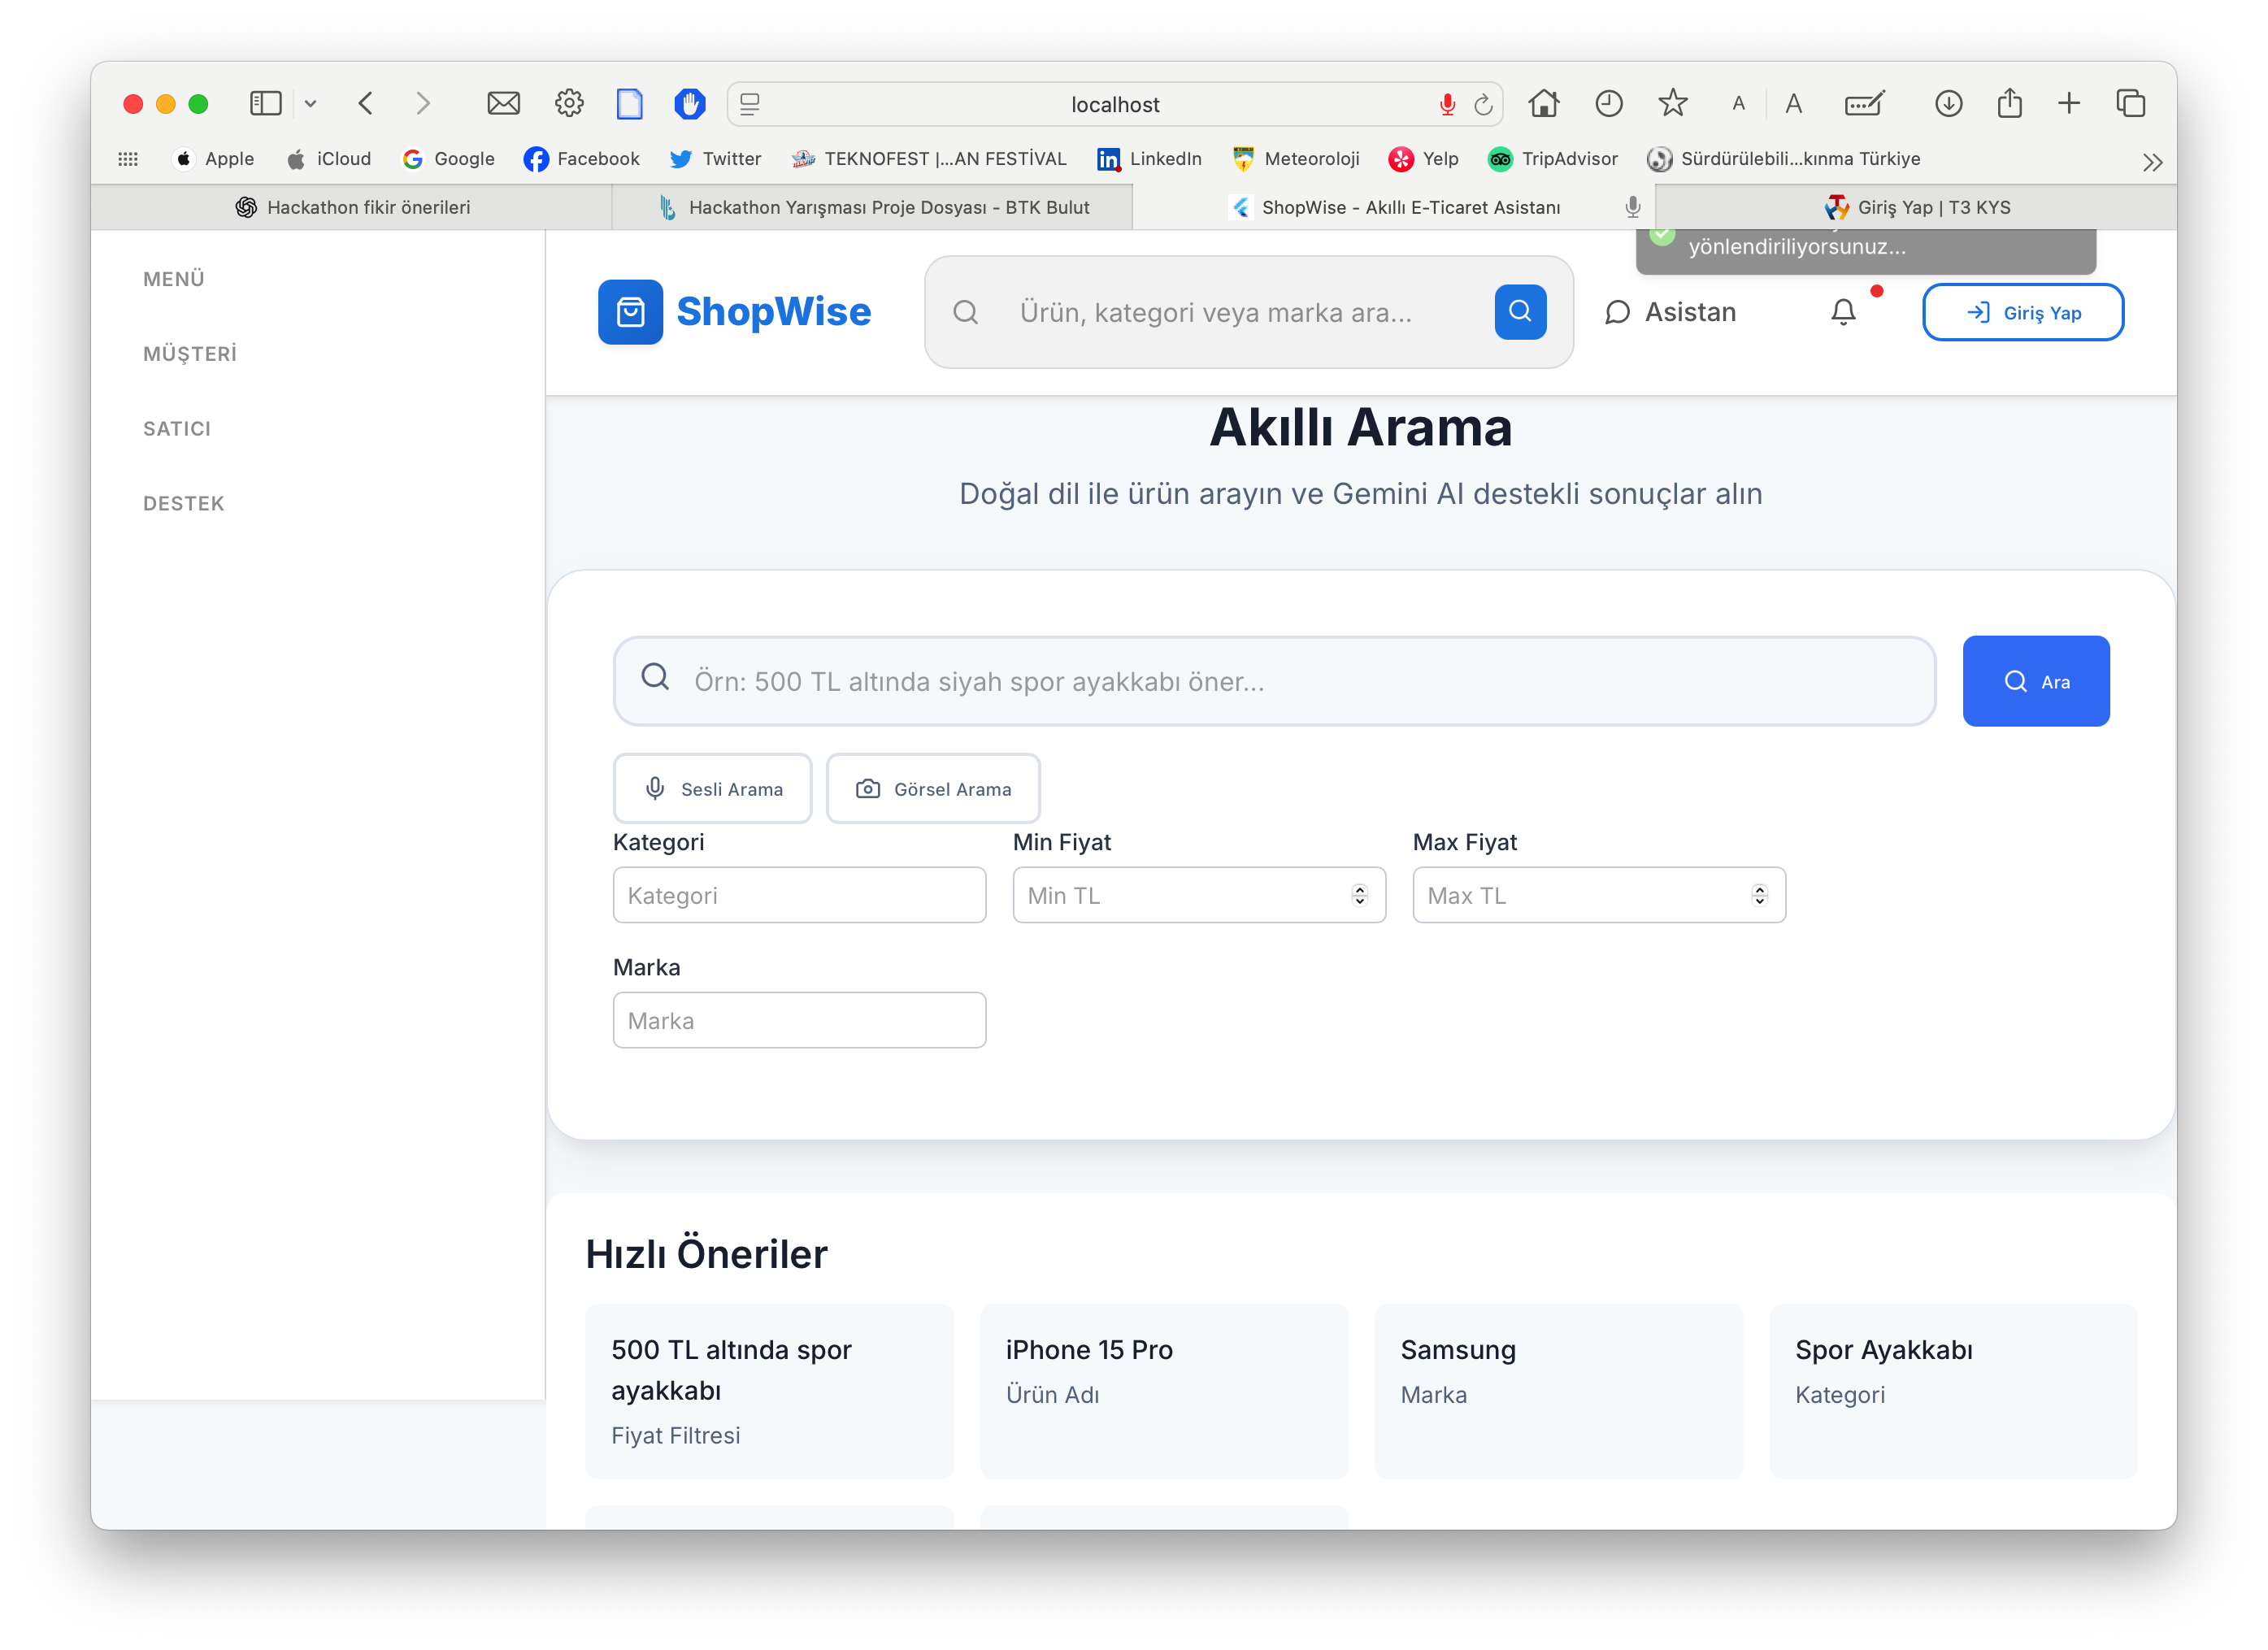 localhost
A A
Apple iCloud Google Facebook Twitter TEKNOFEST |...AN FESTİVAL LinkedIn Meteoroloji Yelp TripAdvisor Sürdürülebili...kınma Türkiye
Hackathon fikir önerileri
Hackathon Yarışması Proje Dosyası - BTK Bulut
ShopWise - Akıllı E-Ticaret Asistanı
Giriş Yap | T3 KYS
MENÜ
MÜŞTERİ
SATICI
DESTEK
yönlendiriliyorsunuz...
ShopWise
Ürün, kategori veya marka ara...
Asistan
Giriş Yap
Akıllı Arama
Doğal dil ile ürün arayın ve Gemini AI destekli sonuçlar alın
Örn: 500 TL altında siyah spor ayakkabı öner...
Ara
Sesli Arama
Görsel Arama
Kategori
Kategori
Min Fiyat
Min TL
Max Fiyat
Max TL
Marka
Marka
Hızlı Öneriler
500 TL altında spor
ayakkabı
Fiyat Filtresi
iPhone 15 Pro
Ürün Adı
Samsung
Marka
Spor Ayakkabı
Kategori